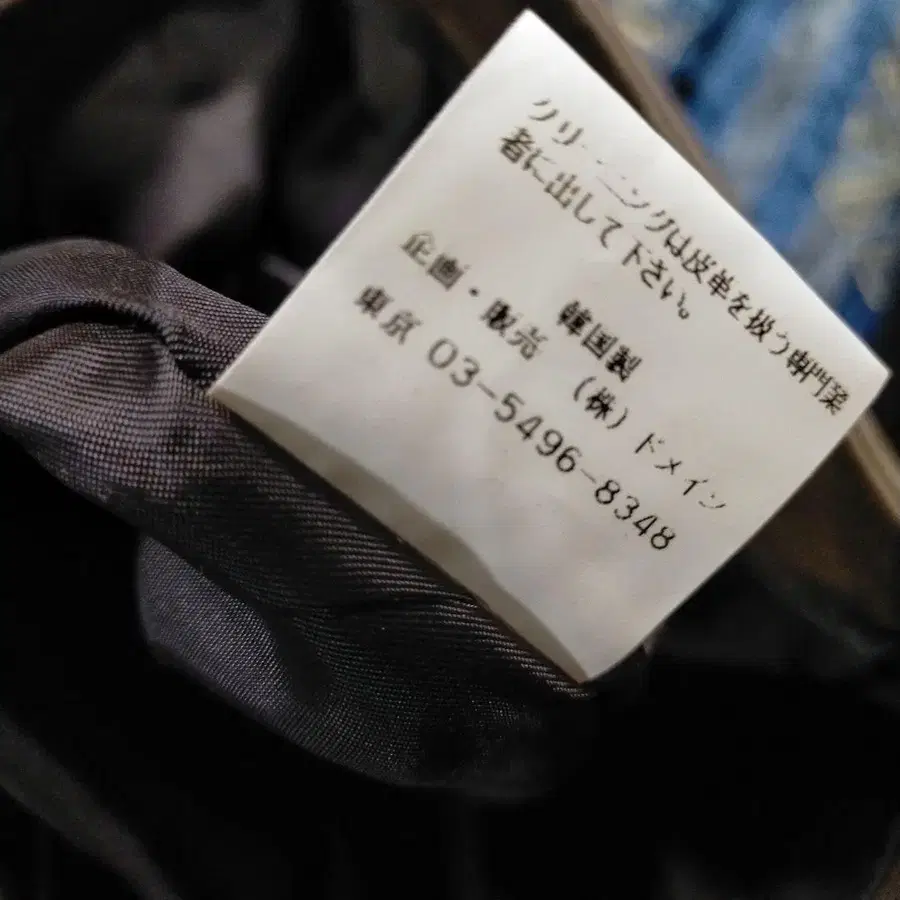 クリーニングは皮革を扱う専門業
者に出して下さい。
韓国製
企画・販売 (株)ドメイン
東京 03-5496-8348